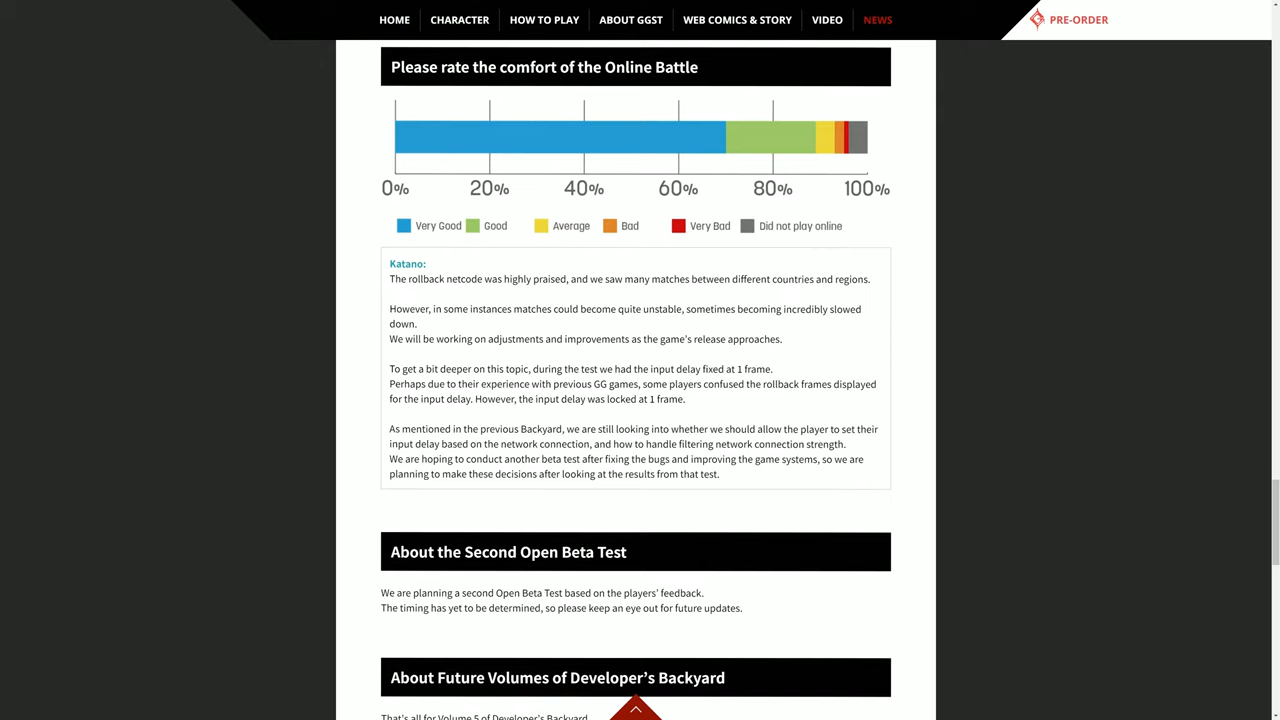 HOME CHARACTER HOW TO PLAY ABOUT GGST WEB COMICS & STORY VIDEO NEWS PRE-ORDER
Please rate the comfort of the Online Battle
0% 20% 40% 60% 80% 100%
Very Good Good Average Bad Very Bad Did not play online
Katano:
The rollback netcode was highly praised, and we saw many matches between different countries and regions.
However, in some instances matches could become quite unstable, sometimes becoming incredibly slowed
down.
We will be working on adjustments and improvements as the game's release approaches.
To get a bit deeper on this topic, during the test we had the input delay fixed at 1 frame.
Perhaps due to their experience with previous GG games, some players confused the rollback frames displayed
for the input delay. However, the input delay was locked at 1 frame.
As mentioned in the previous Backyard, we are still looking into whether we should allow the player to set their
input delay based on the network connection, and how to handle filtering network connection strength.
We are hoping to conduct another beta test after fixing the bugs and improving the game systems, so we are
planning to make these decisions after looking at the results from that test.
About the Second Open Beta Test
We are planning a second Open Beta Test based on the players' feedback.
The timing has yet to be determined, so please keep an eye out for future updates.
About Future Volumes of Developer's Backyard
That's all for Volume 5 of Developer's Backyard